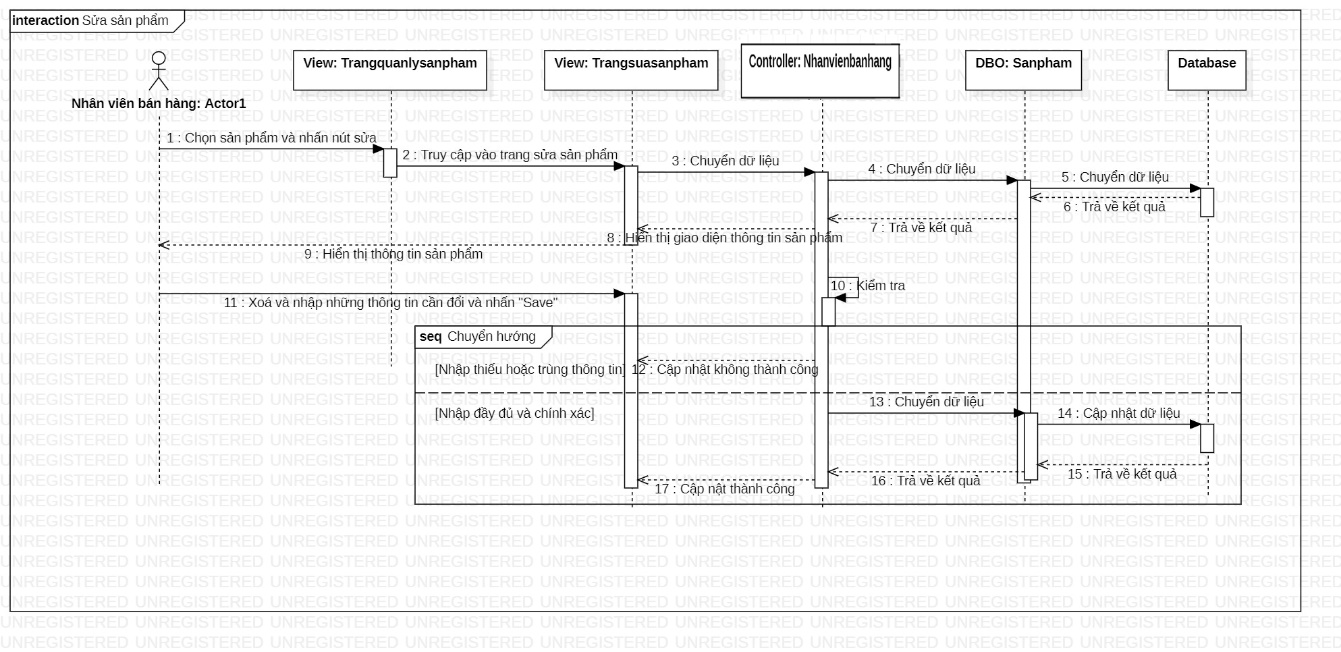 interaction Sửa sản phẩm
View: Trangquanlysanpham
View: Trangsuasanpham
Controller: Nhanvienbanhang
DBO: Sanpham
Database
Nhân viên bán hàng: Actor1
1 : Chọn sản phẩm và nhấn nút sửa
2 : Truy cập vào trang sửa sản phẩm
3 : Chuyển dữ liệu
4 : Chuyển dữ liệu
5 : Chuyển dữ liệu
6 : Trả về kết quả
7 : Trả về kết quả
8 : Hiển thị giao diện thông tin sản phẩm
9 : Hiển thị thông tin sản phẩm
10 : Kiểm tra
11 : Xoá và nhập những thông tin cần đổi và nhấn "Save"
seq Chuyển hướng
[Nhập thiếu hoặc trùng thông tin]
12 : Cập nhật không thành công
[Nhập đầy đủ và chính xác]
13 : Chuyển dữ liệu
14 : Cập nhật dữ liệu
15 : Trả về kết quả
16 : Trả về kết quả
17 : Cập nật thành công
UNREGISTERED